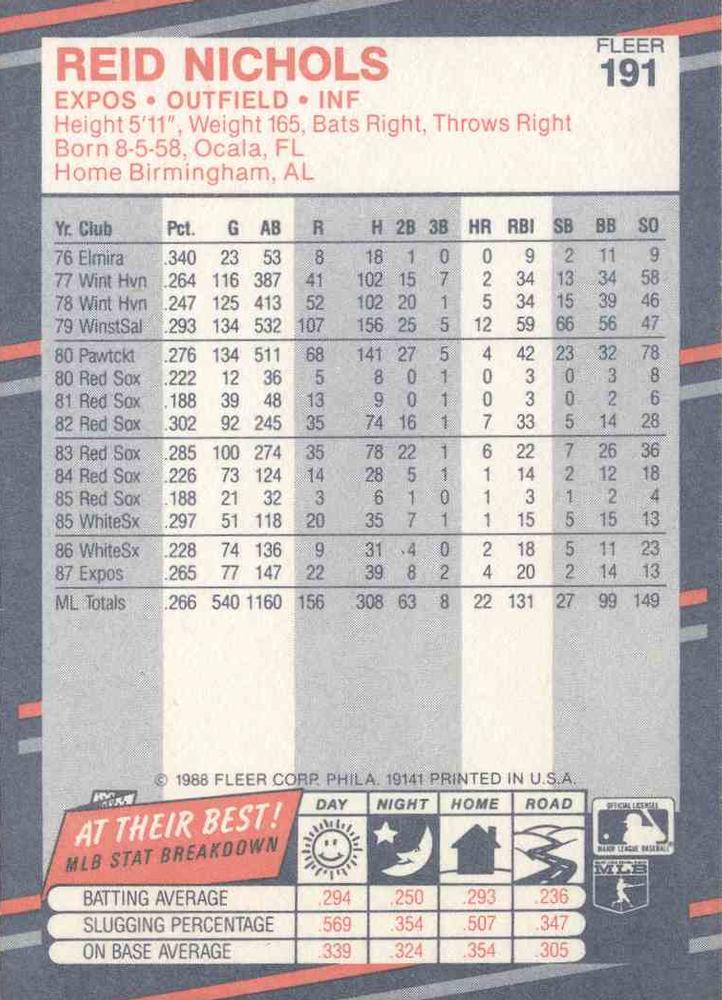 REID NICHOLS
FLEER
191
EXPOS • OUTFIELD • INF
Height 5'11", Weight 165, Bats Right, Throws Right
Born 8-5-58, Ocala, FL
Home Birmingham, AL
Yr. Club Pct. G AB R H 2B 3B HR RBI SB BB SO
76 Elmira .340 23 53 8 18 1 0 0 9 2 11 9
77 Wint Hvn .264 116 387 41 102 15 7 2 34 13 34 58
78 Wint Hvn .247 125 413 52 102 20 1 5 34 15 39 46
79 WinstSal .293 134 532 107 156 25 5 12 59 66 56 47
80 Pawtckt .276 134 511 68 141 27 5 4 42 23 32 78
80 Red Sox .222 12 36 5 8 0 1 0 3 0 3 8
81 Red Sox .188 39 48 13 9 0 1 0 3 0 2 6
82 Red Sox .302 92 245 35 74 16 1 7 33 5 14 28
83 Red Sox .285 100 274 35 78 22 1 6 22 7 26 36
84 Red Sox .226 73 124 14 28 5 1 1 14 2 12 18
85 Red Sox .188 21 32 3 6 1 0 1 3 1 2 4
85 WhiteSx .297 51 118 20 35 7 1 1 15 5 15 13
86 WhiteSx .228 74 136 9 31 4 0 2 18 5 11 23
87 Expos .265 77 147 22 39 8 2 4 20 2 14 13
ML Totals .266 540 1160 156 308 63 8 22 131 27 99 149
© 1988 FLEER CORP. PHILA. 19141 PRINTED IN U.S.A.
AT THEIR BEST!
MLB STAT BREAKDOWN
DAY NIGHT HOME ROAD
OFFICIAL LICENSEE
MAJOR LEAGUE BASEBALL
MLB
BATTING AVERAGE .294 .250 .293 .236
SLUGGING PERCENTAGE .569 .354 .507 .347
ON BASE AVERAGE .339 .324 .354 .305